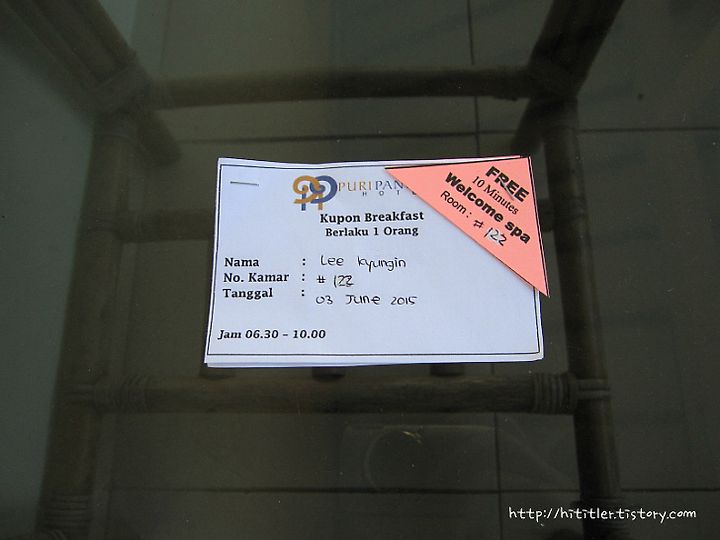 PURI PAN
HOT
Kupon Breakfast
Berlaku 1 Orang
Nama : Lee Kyungin
No. Kamar : # 122
Tanggal : 03 June 2015
Jam 06.30 – 10.00
FREE
10 Minutes
Welcome spa
Room : # 122
http://hititler.tistory.com